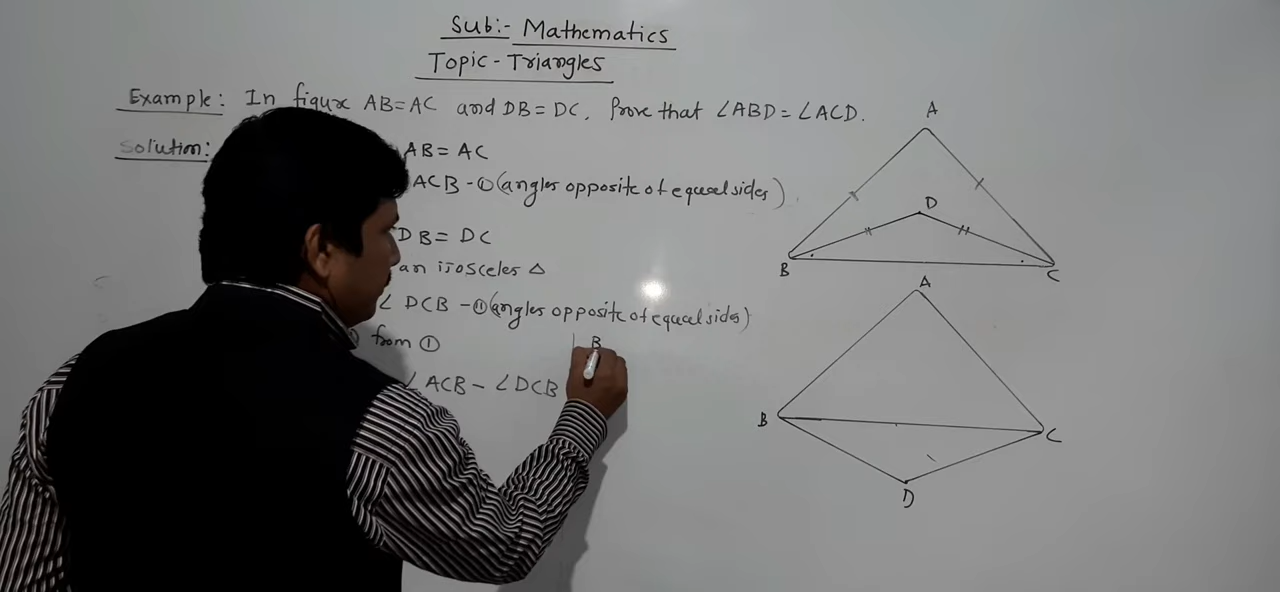 Sub:- Mathematics
Topic - Triangles
Example: In figure AB=AC and DB=DC, Prove that ∠ABD=∠ACD.
Solution:
AB=AC
ACB - ① (angles opposite of equal sides)
DB=DC
an isosceles △
∠DCB - ⑪ (angles opposite of equal sides)
from ①
∠ACB - ∠DCB
B
A
D
B
C
A
B
C
D